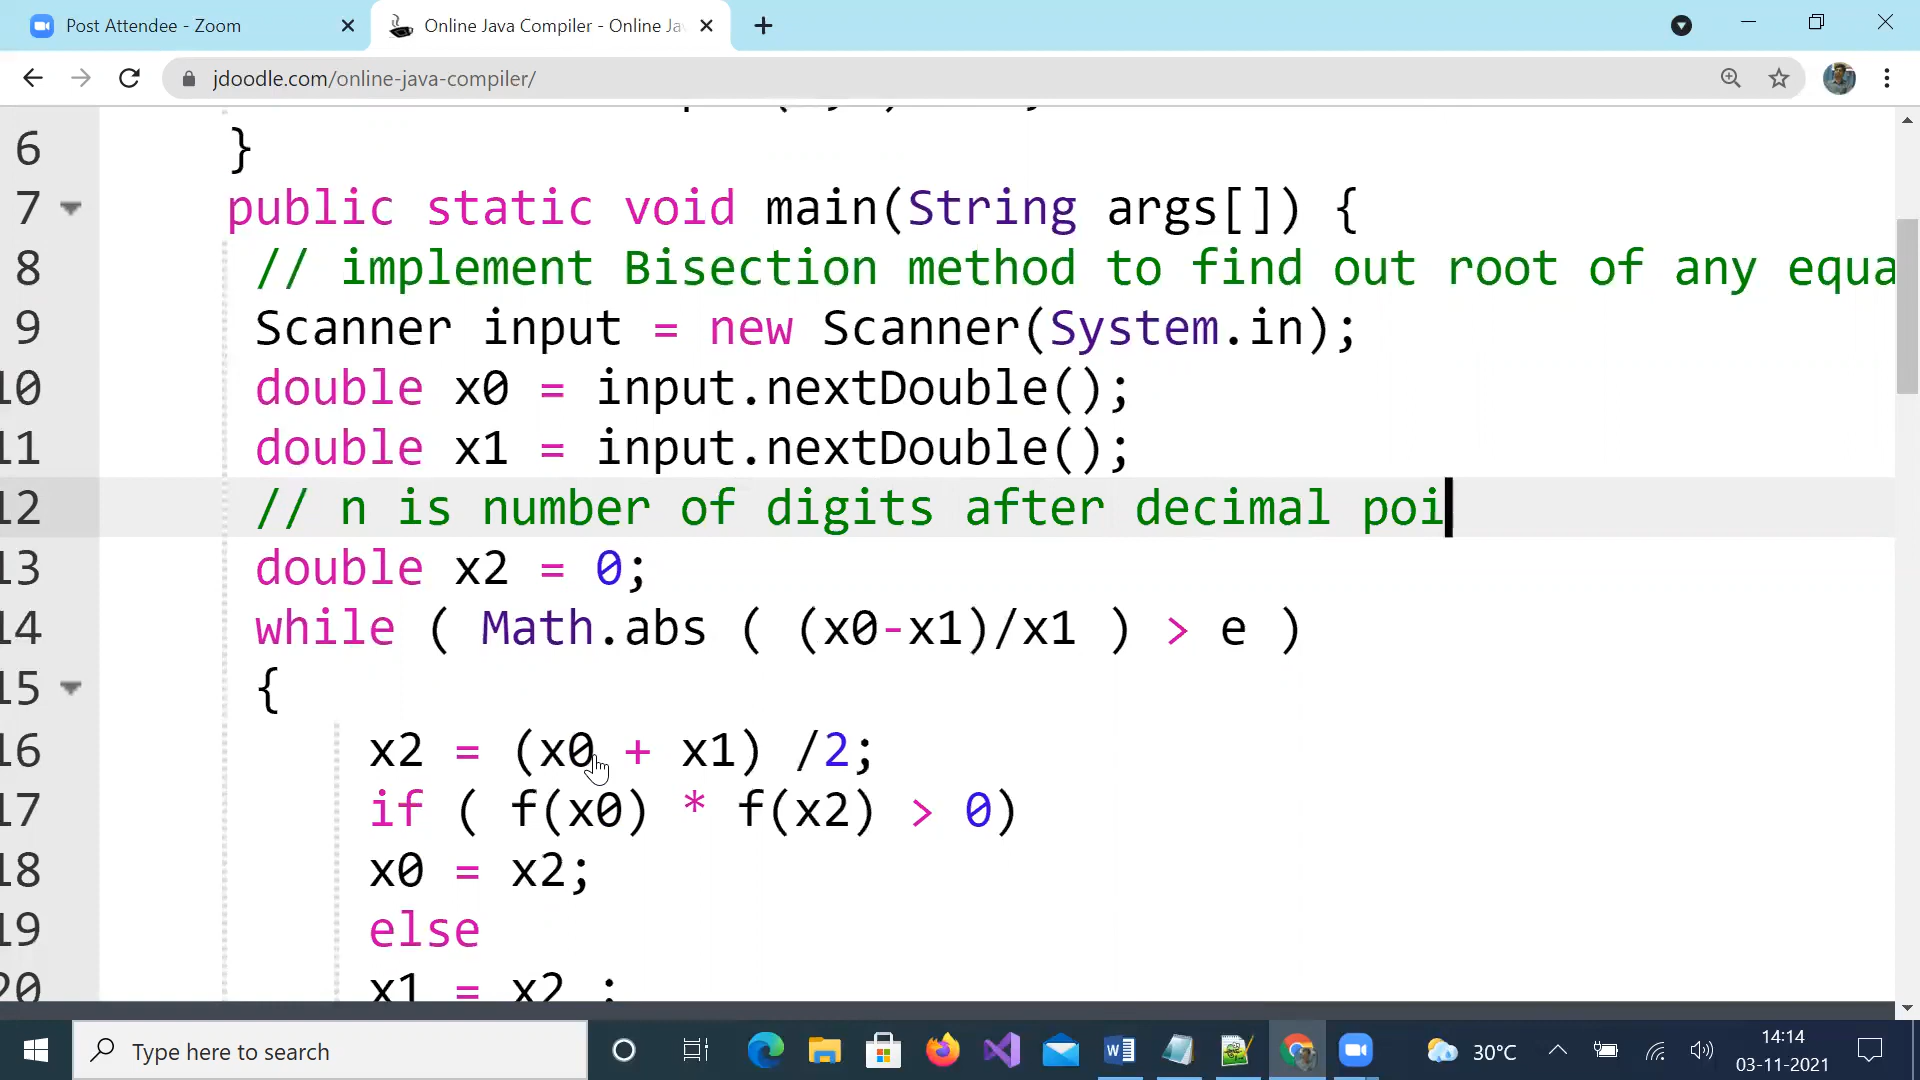 Post Attendee - Zoom
Online Java Compiler - Online Ja
jdoodle.com/online-java-compiler/
6 }
7 public static void main(String args[]) {
8 // implement Bisection method to find out root of any equa
9 Scanner input = new Scanner(System.in);
10 double x0 = input.nextDouble();
11 double x1 = input.nextDouble();
12 // n is number of digits after decimal poi
13 double x2 = 0;
14 while ( Math.abs ( (x0-x1)/x1 ) > e )
15 {
16 x2 = (x0 + x1) /2;
17 if ( f(x0) * f(x2) > 0)
18 x0 = x2;
19 else
20 x1 = x2 ;
Type here to search
30°C
14:14
03-11-2021